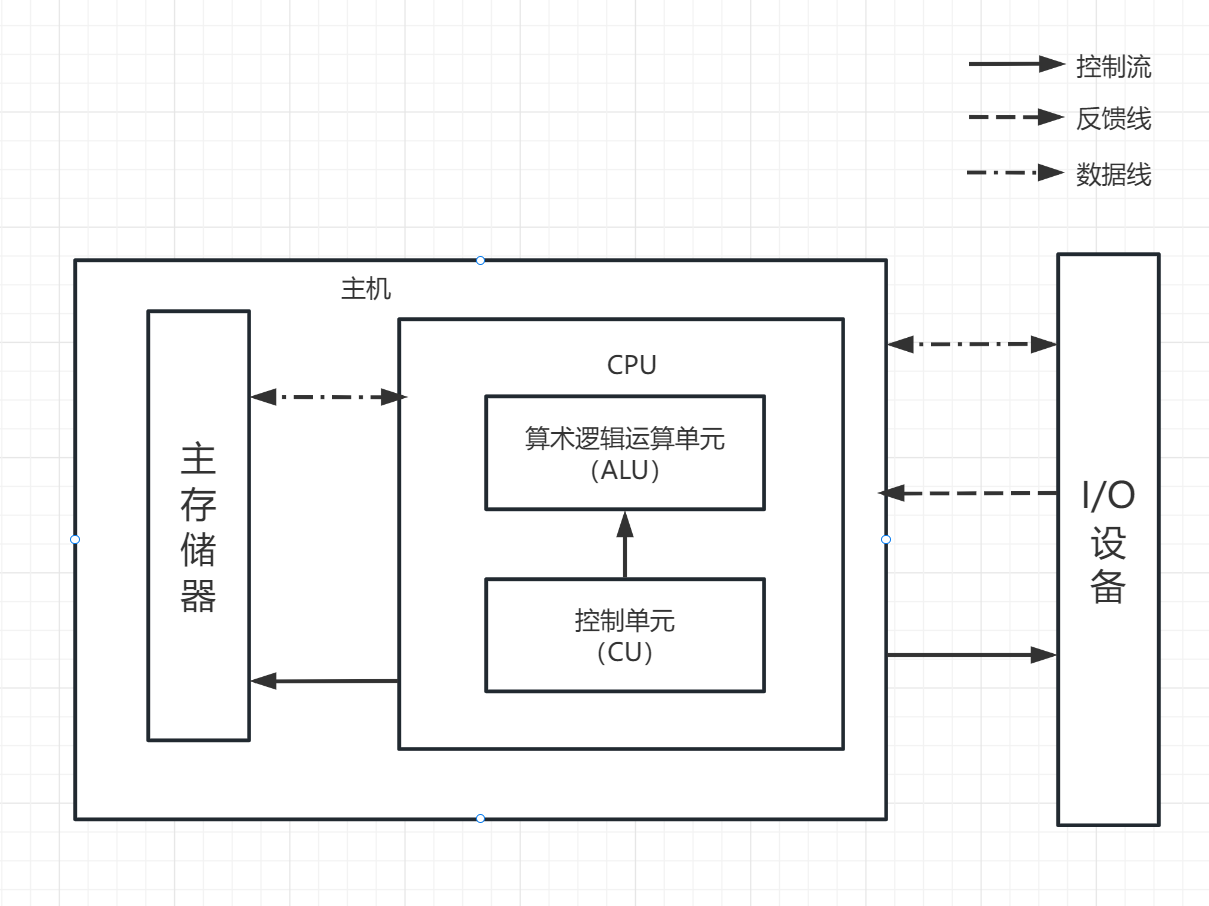 控制流
反馈线
数据线
主机
CPU
算术逻辑运算单元
（ALU）
控制单元
（CU）
主
存
储
器
I/O
设
备